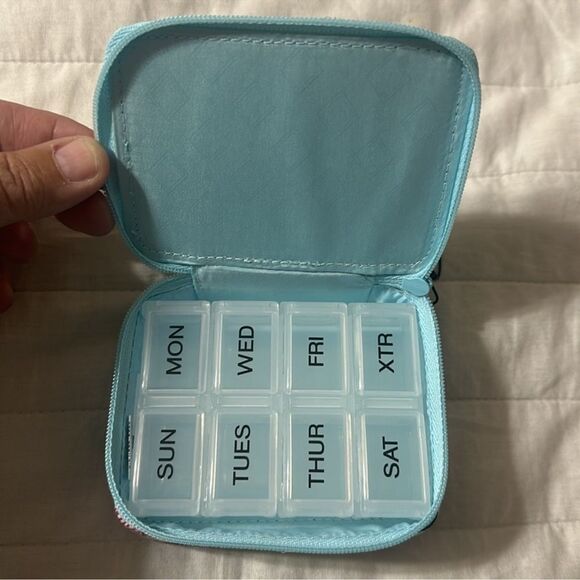 MON
WED
FRI
XTR
SUN
TUES
THUR
SAT